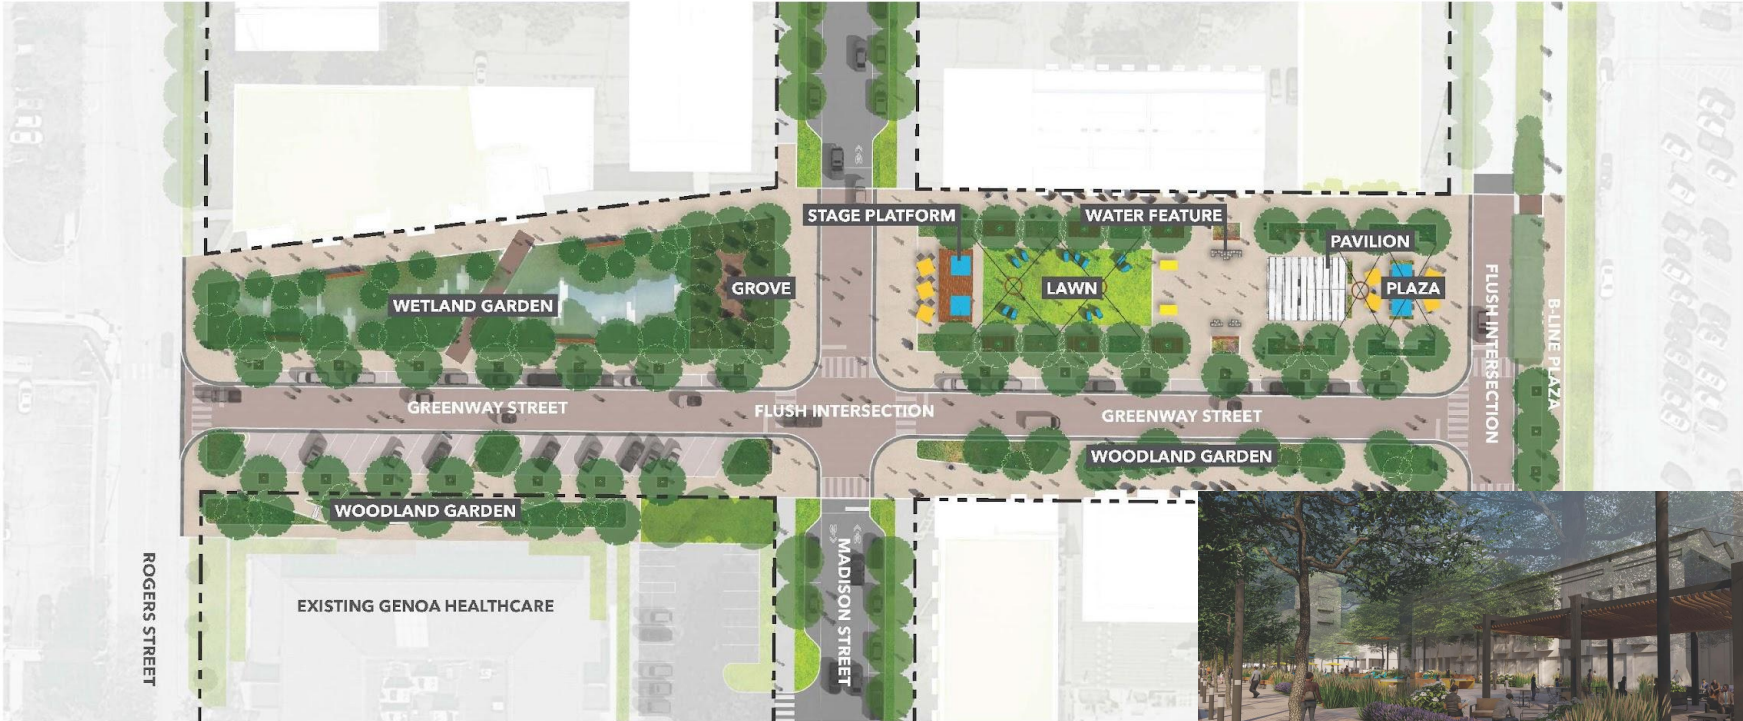 STAGE PLATFORM
WATER FEATURE
PAVILION
WETLAND GARDEN
GROVE
LAWN
PLAZA
FLUSH INTERSECTION
B-LINE PLAZA
GREENWAY STREET
FLUSH INTERSECTION
GREENWAY STREET
WOODLAND GARDEN
WOODLAND GARDEN
ROGERS STREET
EXISTING GENOA HEALTHCARE
MADISON STREET